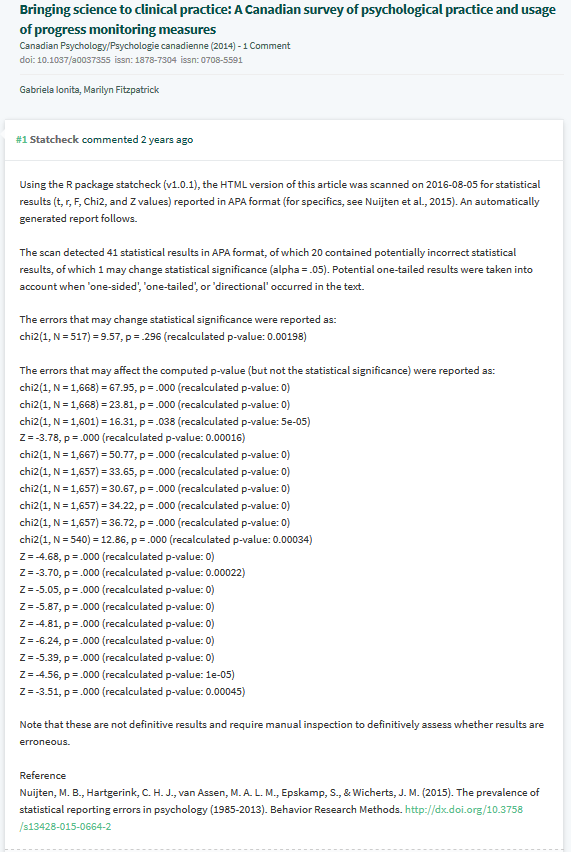 Bringing science to clinical practice: A Canadian survey of psychological practice and usage
of progress monitoring measures
Canadian Psychology/Psychologie canadienne (2014) - 1 Comment
doi: 10.1037/a0037355 issn: 1878-7304 issn: 0708-5591
Gabriela Ionita, Marilyn Fitzpatrick
#1 Statcheck commented 2 years ago
Using the R package statcheck (v1.0.1), the HTML version of this article was scanned on 2016-08-05 for statistical
results (t, r, F, Chi2, and Z values) reported in APA format (for specifics, see Nuijten et al., 2015). An automatically
generated report follows.
The scan detected 41 statistical results in APA format, of which 20 contained potentially incorrect statistical
results, of which 1 may change statistical significance (alpha = .05). Potential one-tailed results were taken into
account when 'one-sided', 'one-tailed', or 'directional' occurred in the text.
The errors that may change statistical significance were reported as:
chi2(1, N = 517) = 9.57, p = .296 (recalculated p-value: 0.00198)
The errors that may affect the computed p-value (but not the statistical significance) were reported as:
chi2(1, N = 1,668) = 67.95, p = .000 (recalculated p-value: 0)
chi2(1, N = 1,668) = 23.81, p = .000 (recalculated p-value: 0)
chi2(1, N = 1,601) = 16.31, p = .038 (recalculated p-value: 5e-05)
Z = -3.78, p = .000 (recalculated p-value: 0.00016)
chi2(1, N = 1,667) = 50.77, p = .000 (recalculated p-value: 0)
chi2(1, N = 1,657) = 33.65, p = .000 (recalculated p-value: 0)
chi2(1, N = 1,657) = 30.67, p = .000 (recalculated p-value: 0)
chi2(1, N = 1,657) = 34.22, p = .000 (recalculated p-value: 0)
chi2(1, N = 1,657) = 36.72, p = .000 (recalculated p-value: 0)
chi2(1, N = 540) = 12.86, p = .000 (recalculated p-value: 0.00034)
Z = -4.68, p = .000 (recalculated p-value: 0)
Z = -3.70, p = .000 (recalculated p-value: 0.00022)
Z = -5.05, p = .000 (recalculated p-value: 0)
Z = -5.87, p = .000 (recalculated p-value: 0)
Z = -4.81, p = .000 (recalculated p-value: 0)
Z = -6.24, p = .000 (recalculated p-value: 0)
Z = -5.39, p = .000 (recalculated p-value: 0)
Z = -4.56, p = .000 (recalculated p-value: 1e-05)
Z = -3.51, p = .000 (recalculated p-value: 0.00045)
Note that these are not definitive results and require manual inspection to definitively assess whether results are
erroneous.
Reference
Nuijten, M. B., Hartgerink, C. H. J., van Assen, M. A. L. M., Epskamp, S., & Wicherts, J. M. (2015). The prevalence of
statistical reporting errors in psychology (1985-2013). Behavior Research Methods. http://dx.doi.org/10.3758
/s13428-015-0664-2